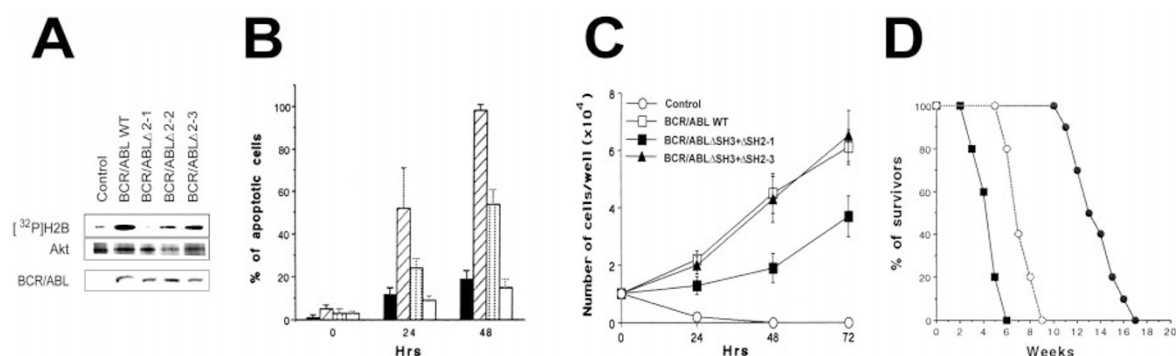 A
B
C
D
Control
BCR/ABL WT
BCR/ABLΔ2-1
BCR/ABLΔ2-2
BCR/ABLΔ2-3
[³²P]H2B
Akt
BCR/ABL
% of apoptotic cells
100
80
60
40
20
0
0 24 48
Hrs
Number of cells/well (x10⁻⁴)
8
6
4
2
0
Control
BCR/ABL WT
BCR/ABLΔSH3+ΔSH2-1
BCR/ABLΔSH3+ΔSH2-3
0 24 48 72
Hrs
% of survivors
100
80
60
40
20
0
0 2 4 6 8 10 12 14 16 18 20
Weeks